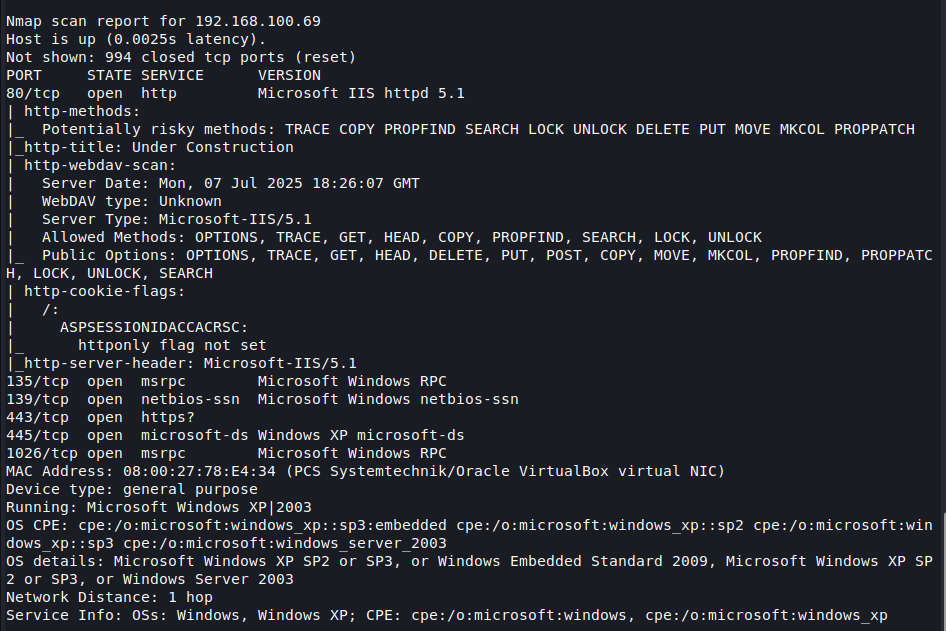 Nmap scan report for 192.168.100.69
Host is up (0.0025s latency).
Not shown: 994 closed tcp ports (reset)
PORT     STATE SERVICE      VERSION
80/tcp   open  http         Microsoft IIS httpd 5.1
| http-methods:
|_  Potentially risky methods: TRACE COPY PROPFIND SEARCH LOCK UNLOCK DELETE PUT MOVE MKCOL PROPPATCH
|_http-title: Under Construction
| http-webdav-scan:
|   Server Date: Mon, 07 Jul 2025 18:26:07 GMT
|   WebDAV type: Unknown
|   Server Type: Microsoft-IIS/5.1
|   Allowed Methods: OPTIONS, TRACE, GET, HEAD, COPY, PROPFIND, SEARCH, LOCK, UNLOCK
|_  Public Options: OPTIONS, TRACE, GET, HEAD, DELETE, PUT, POST, COPY, MOVE, MKCOL, PROPFIND, PROPPATC
H, LOCK, UNLOCK, SEARCH
| http-cookie-flags:
|   /:
|     ASPSESSIONIDACCACRSC:
|_      httponly flag not set
|_http-server-header: Microsoft-IIS/5.1
135/tcp  open  msrpc        Microsoft Windows RPC
139/tcp  open  netbios-ssn  Microsoft Windows netbios-ssn
443/tcp  open  https?
445/tcp  open  microsoft-ds Windows XP microsoft-ds
1026/tcp open  msrpc        Microsoft Windows RPC
MAC Address: 08:00:27:78:E4:34 (PCS Systemtechnik/Oracle VirtualBox virtual NIC)
Device type: general purpose
Running: Microsoft Windows XP|2003
OS CPE: cpe:/o:microsoft:windows_xp::sp3:embedded cpe:/o:microsoft:windows_xp::sp2 cpe:/o:microsoft:win
dows_xp::sp3 cpe:/o:microsoft:windows_server_2003
OS details: Microsoft Windows XP SP2 or SP3, or Windows Embedded Standard 2009, Microsoft Windows XP SP
2 or SP3, or Windows Server 2003
Network Distance: 1 hop
Service Info: OSs: Windows, Windows XP; CPE: cpe:/o:microsoft:windows, cpe:/o:microsoft:windows_xp